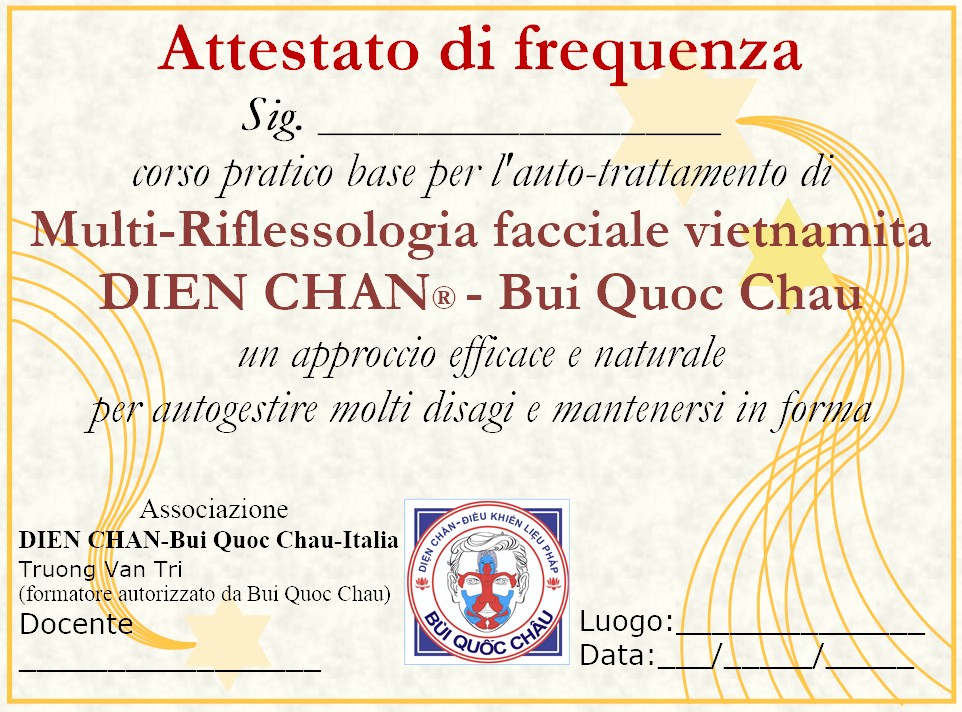 Attestato di frequenza
Sig. ________________
corso pratico base per l'auto-trattamento di
Multi-Riflessologia facciale vietnamita
DIEN CHAN® - Bui Quoc Chau
un approccio efficace e naturale
per autogestire molti disagi e mantenersi in forma
Associazione
DIEN CHAN-Bui Quoc Chau-Italia
Truong Van Tri
(formatore autorizzato da Bui Quoc Chau)
Docente
_________________
DIỆN CHẨN-ĐIỀU KHIỂN LIỆU PHÁP
BÙI QUỐC CHÂU
Luogo:______________
Data:___/_____/_____